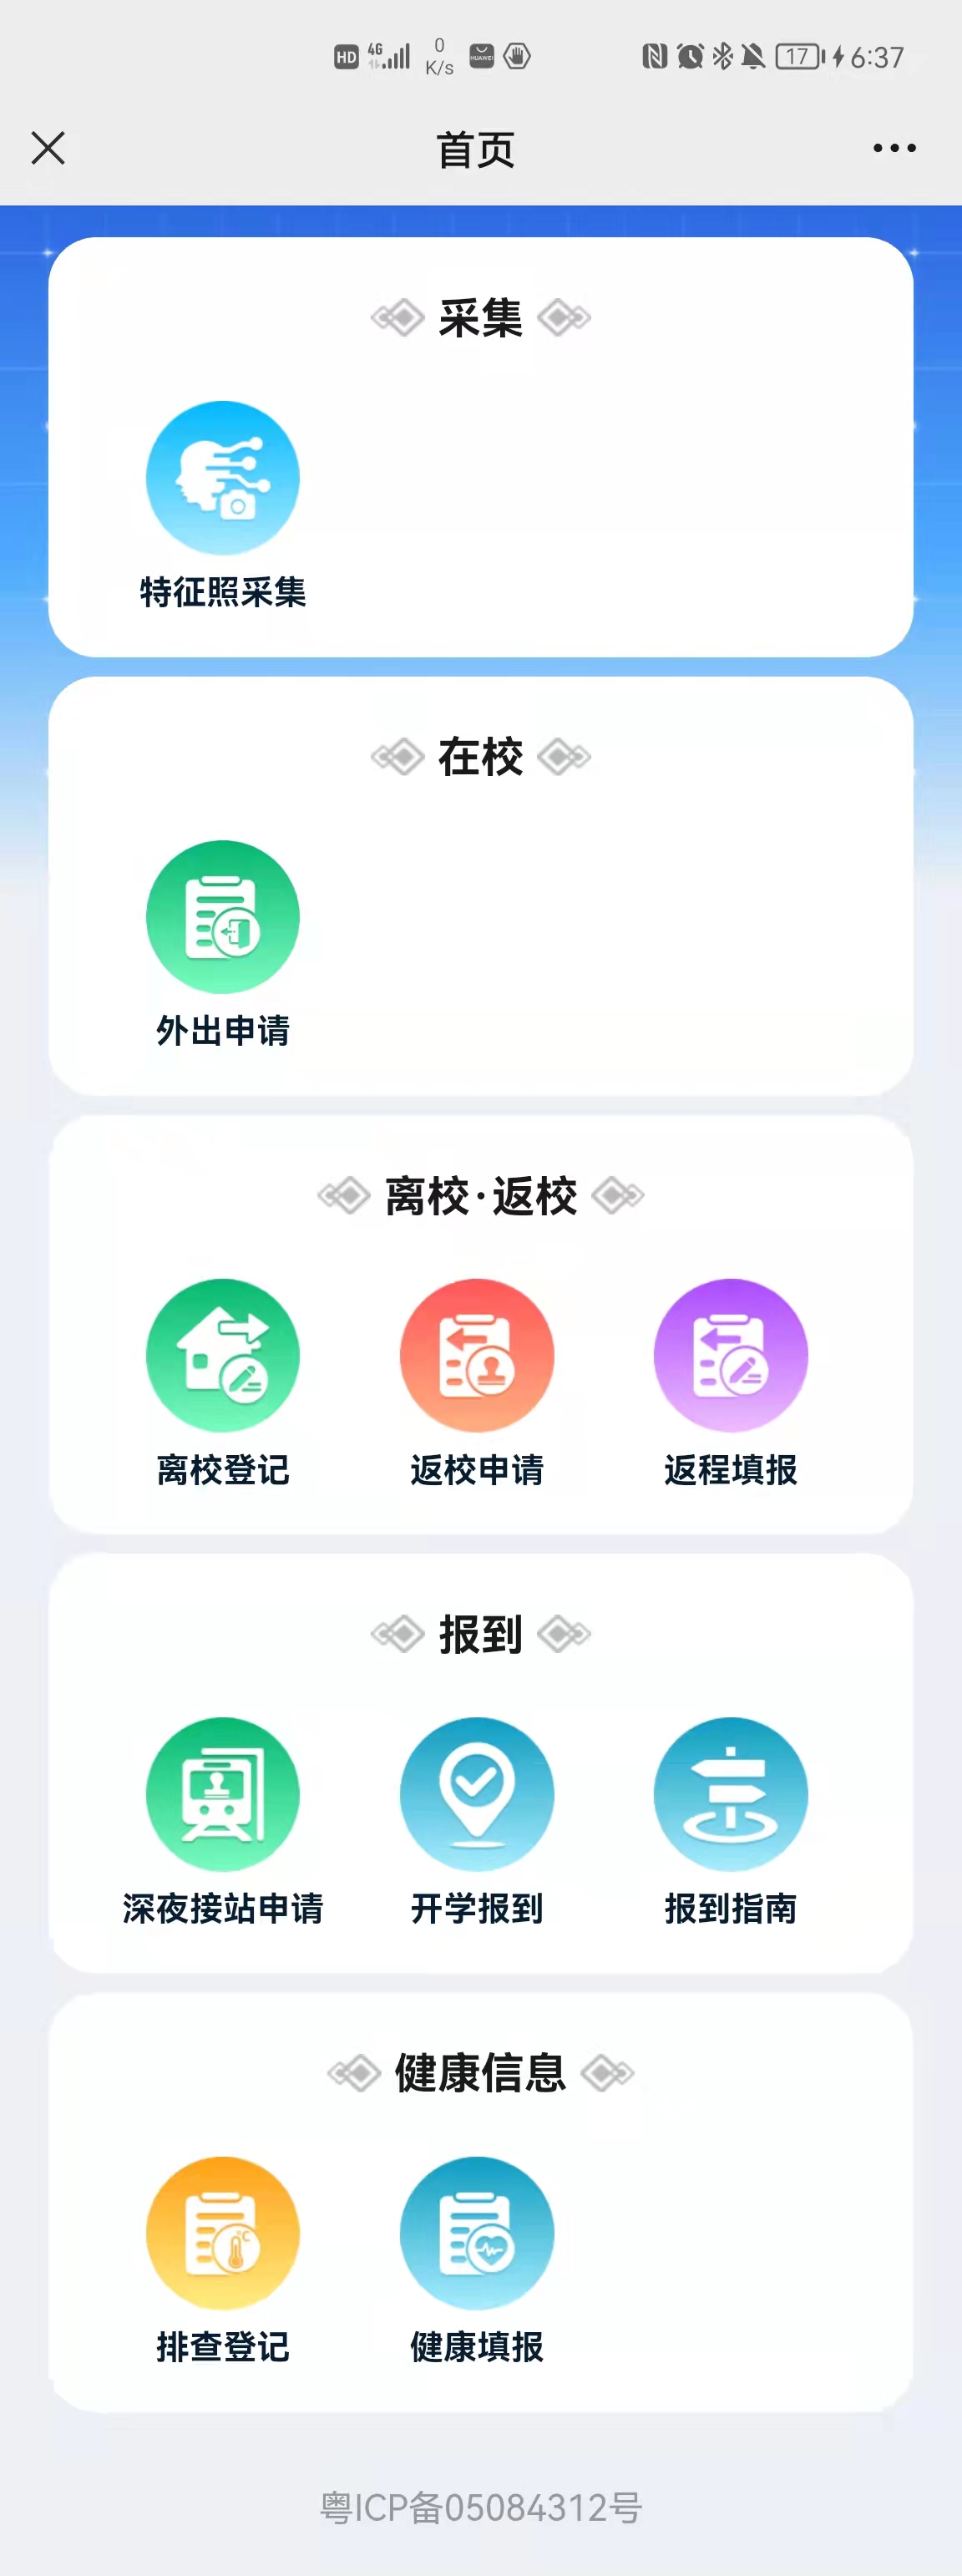 HD 4G 0 K/s HUAWEI 17 6:37
首页
采集
特征照采集
在校
外出申请
离校·返校
离校登记 返校申请 返程填报
报到
深夜接站申请 开学报到 报到指南
健康信息
°C
排查登记 健康填报
粤ICP备05084312号